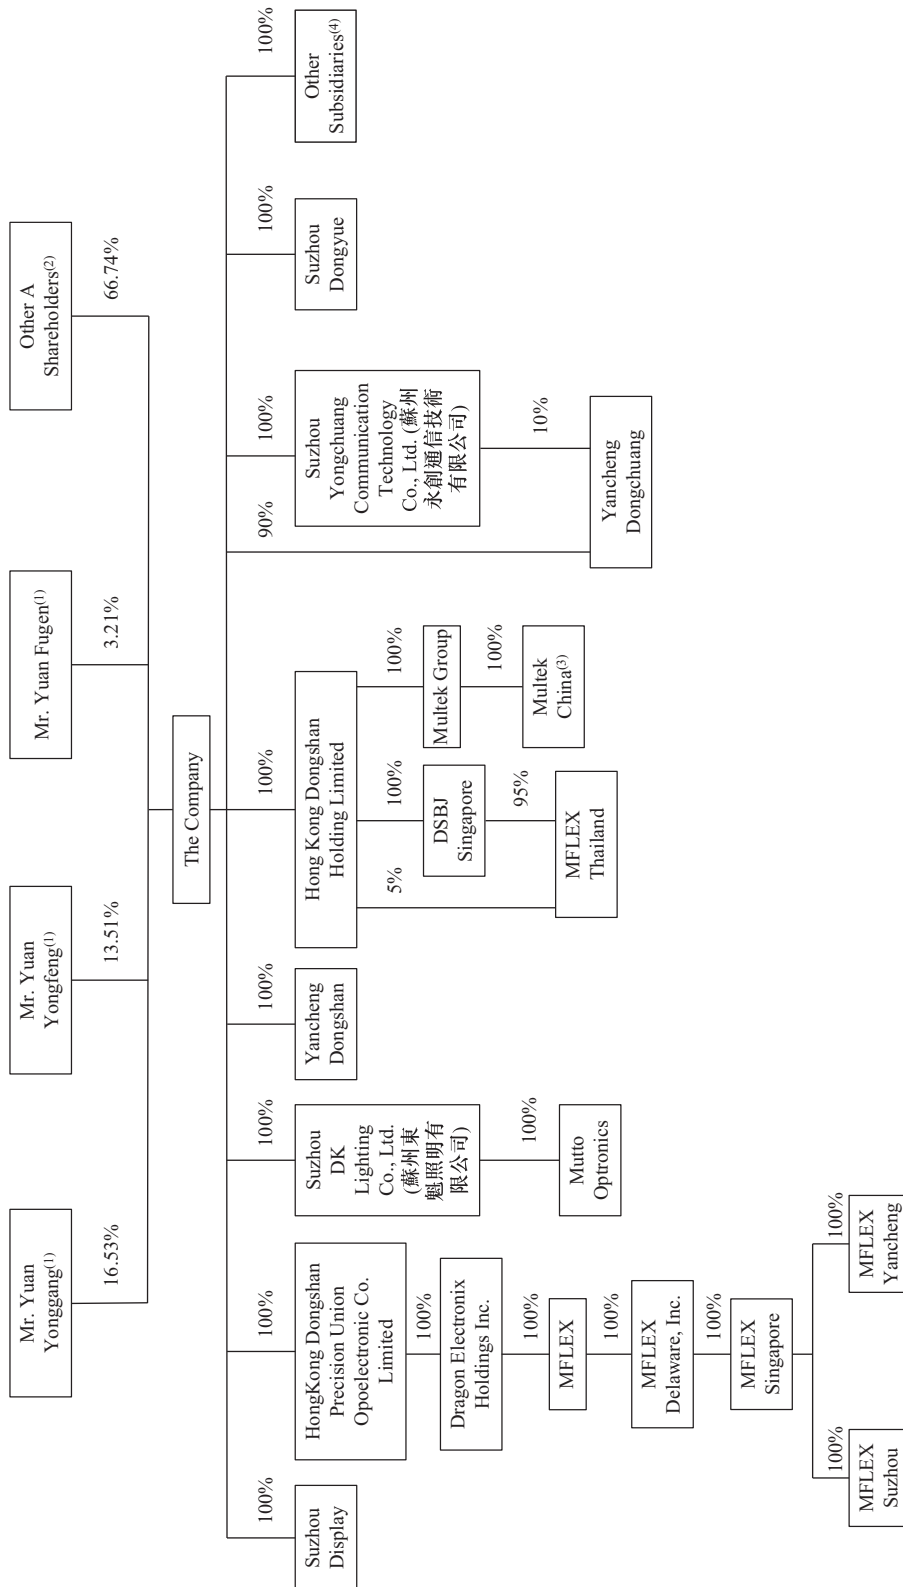 Mr. Yuan
Yonggang(1)
Mr. Yuan
Yongfeng(1)
Mr. Yuan Fugen(1)
Other A
Shareholders(2)
16.53%
13.51%
3.21%
66.74%
The Company
100%
100%
100%
100%
100%
90%
100%
100%
100%
Suzhou
Display
HongKong Dongshan
Precision Union
Opoelectronic Co.
Limited
Suzhou
DK
Lighting
Co., Ltd.
(蘇州東
魁照明有
限公司)
Yancheng
Dongshan
Hong Kong Dongshan
Holding Limited
Suzhou
Yongchuang
Communication
Technology
Co., Ltd. (蘇州
永創通信技術
有限公司)
Suzhou
Dongyue
Other
Subsidiaries(4)
100%
100%
5%
100%
100%
10%
Dragon Electronix
Holdings Inc.
Mutto
Optronics
DSBJ
Singapore
Multek Group
Yancheng
Dongchuang
100%
95%
100%
MFLEX
MFLEX
Thailand
Multek
China(3)
100%
MFLEX
Delaware, Inc.
100%
MFLEX
Singapore
100%
100%
MFLEX
Suzhou
MFLEX
Yancheng